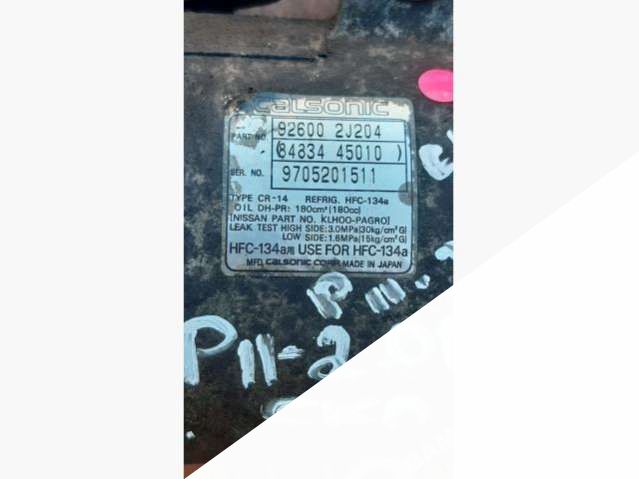 calsonic
PART NO. 92600 2J204
(84834 45010 )
SER. NO. 9705201511
TYPE CR-14 REFRIG. HFC-134a
OIL DH-PR: 180cm³ (180cc)
[NISSAN PART NO. KLH00-PAGR0]
LEAK TEST HIGH SIDE: 3.0MPa (30kg/cm²G)
LOW SIDE: 1.6MPa (15kg/cm²G)
HFC-134a用 USE FOR HFC-134a
MFD. calsonic CORP. MADE IN JAPAN
P11-2